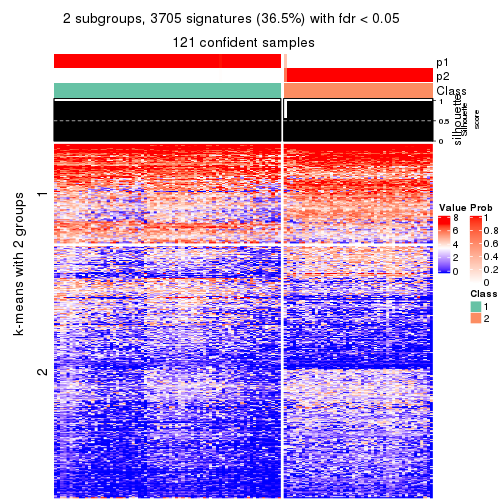 2 subgroups, 3705 signatures (36.5%) with fdr < 0.05
121 confident samples
p1
p2
Class
1
0.5
0
silhouette
Silhouette
score
k-means with 2 groups
1
2
Value
8
6
4
2
0
Prob
1
0.8
0.6
0.4
0.2
0
Class
1
2